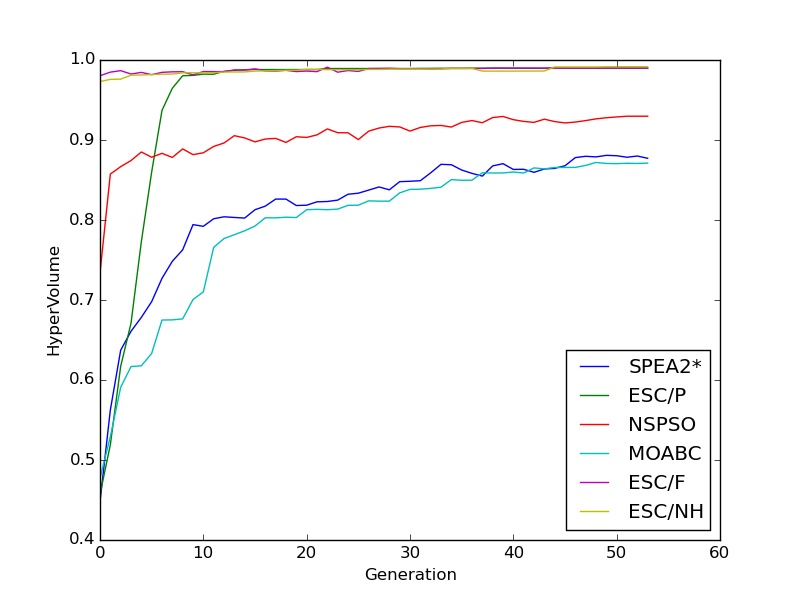 1.0
0.9
0.8
0.7
0.6
0.5
0.4
HyperVolume
0 10 20 30 40 50 60
Generation
SPEA2*
ESC/P
NSPSO
MOABC
ESC/F
ESC/NH